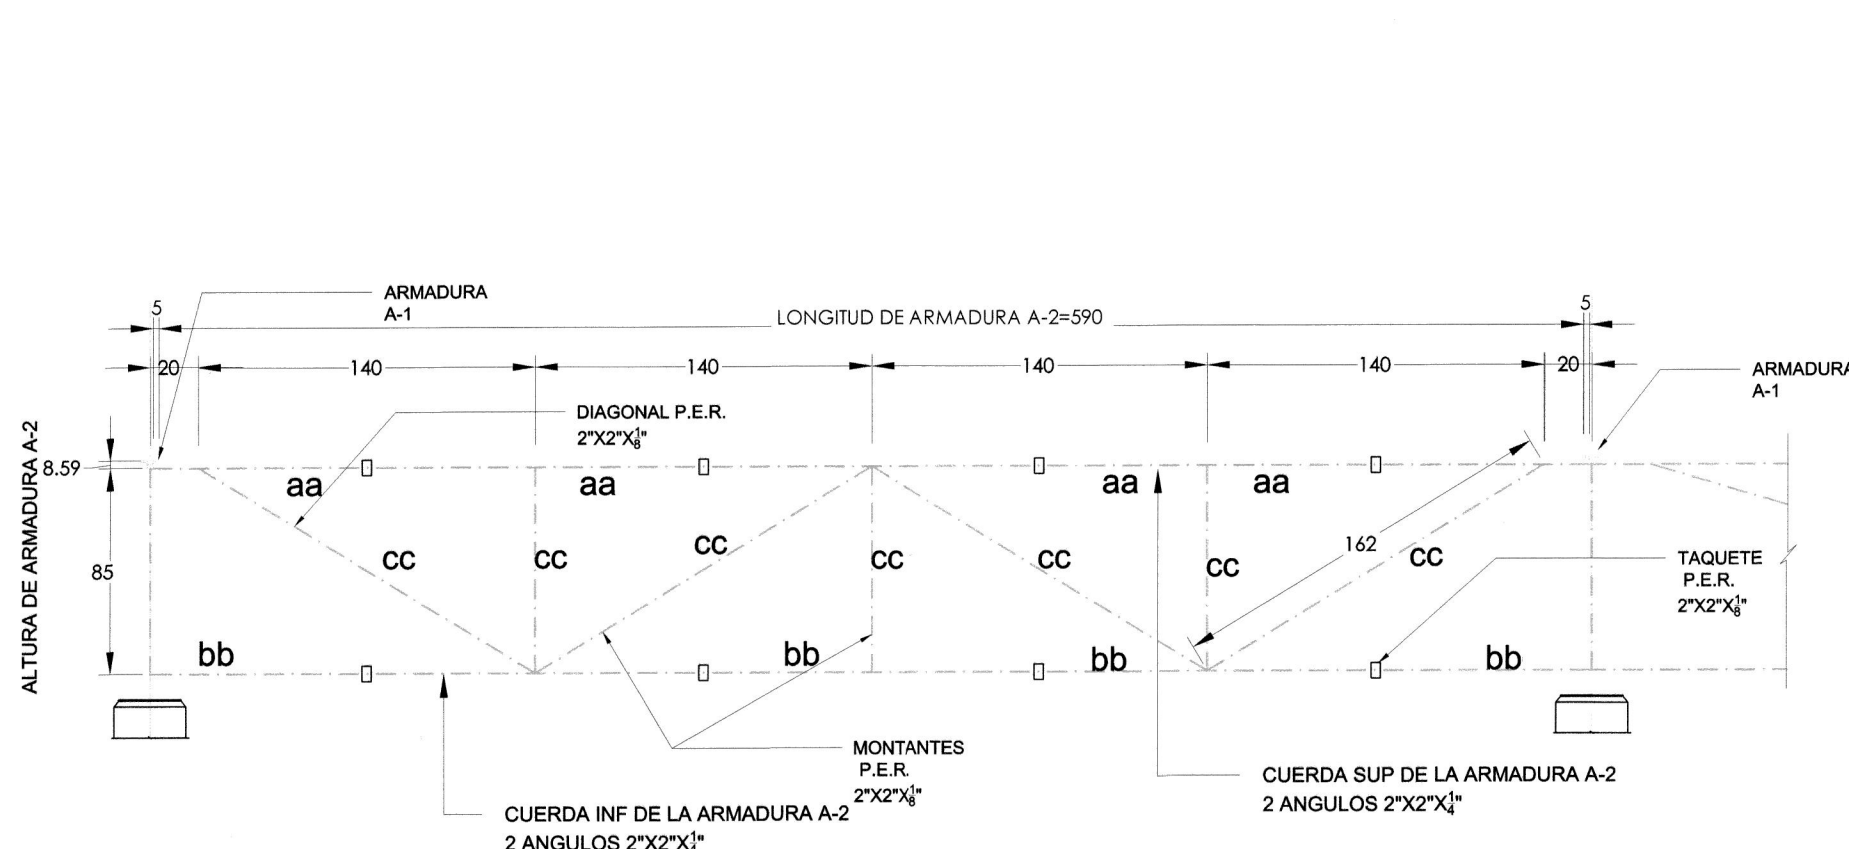 ARMADURA
A-1
5
LONGITUD DE ARMADURA A-2=590
5
20
140
140
140
140
20
ARMADURA
A-1
DIAGONAL P.E.R.
2"X2"X1/8"
ALTURA DE ARMADURA A-2
8.59
85
aa
aa
aa
aa
cc
cc
cc
cc
cc
cc
162
cc
TAQUETE
P.E.R.
2"X2"X1/8"
bb
bb
bb
bb
MONTANTES
P.E.R.
2"X2"X1/8"
CUERDA SUP DE LA ARMADURA A-2
2 ANGULOS 2"X2"X1/4"
CUERDA INF DE LA ARMADURA A-2
2 ANGULOS 2"X2"X1/4"